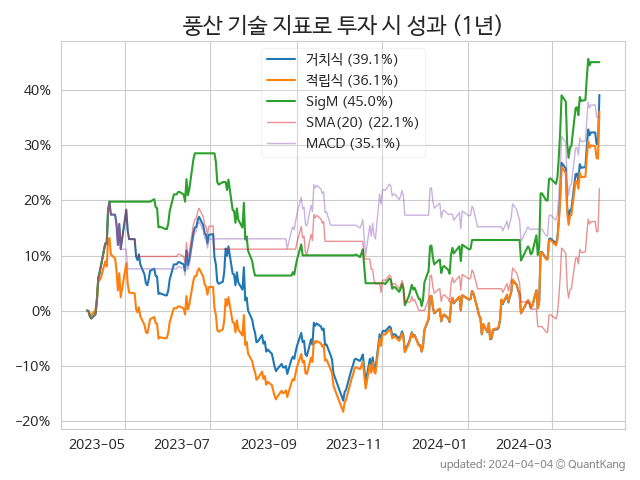 풍산 기술 지표로 투자 시 성과 (1년)
거치식 (39.1%)
적립식 (36.1%)
SigM (45.0%)
SMA(20) (22.1%)
MACD (35.1%)
40%
30%
20%
10%
0%
−10%
−20%
2023−05 2023−07 2023−09 2023−11 2024−01 2024−03
updated: 2024−04−04 ⓒ QuantKang